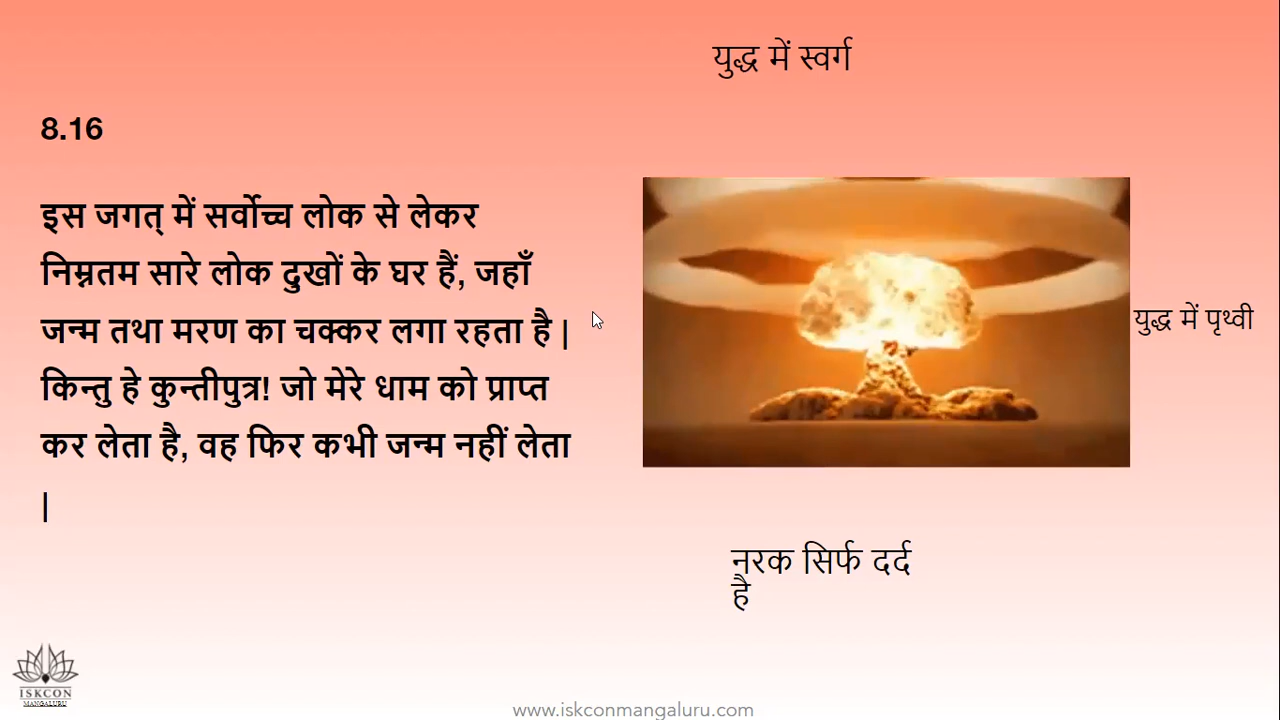 युद्ध में स्वर्ग
8.16
इस जगत् में सर्वोच्च लोक से लेकर
निम्नतम सारे लोक दुखों के घर हैं, जहाँ
जन्म तथा मरण का चक्कर लगा रहता है |
किन्तु हे कुन्तीपुत्र! जो मेरे धाम को प्राप्त
कर लेता है, वह फिर कभी जन्म नहीं लेता
|
युद्ध में पृथ्वी
नरक सिर्फ दर्द
है
ISKCON
MANGALURU
www.iskconmangaluru.com